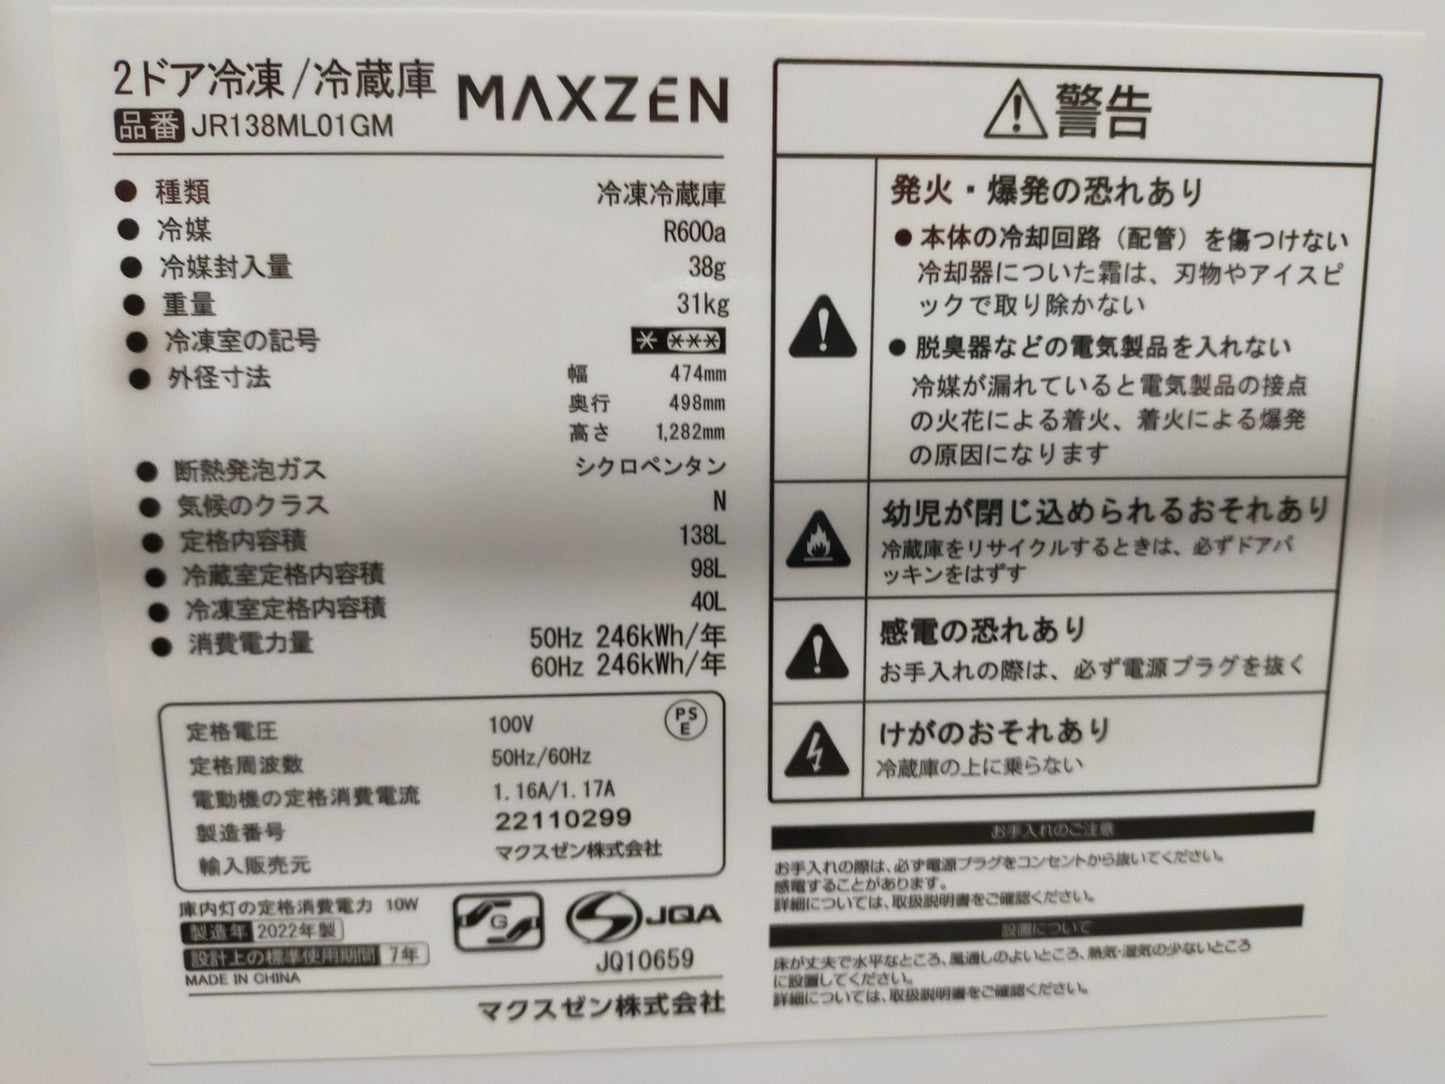 2ドア冷凍/冷蔵庫 MAXZEN
品番 JR138ML01GM
● 種類 冷凍冷蔵庫
● 冷媒 R600a
● 冷媒封入量 38g
● 重量 31kg
● 冷凍室の記号 * ***
● 外径寸法 幅 474mm
奥行 498mm
高さ 1,282mm
● 断熱発泡ガス シクロペンタン
● 気候のクラス N
● 定格内容積 138L
● 冷蔵室定格内容積 98L
● 冷凍室定格内容積 40L
● 消費電力量 50Hz 246kWh/年
60Hz 246kWh/年
定格電圧 100V PSE
定格周波数 50Hz/60Hz
電動機の定格消費電流 1.16A/1.17A
製造番号 22110299
輸入販売元 マクスゼン株式会社
庫内灯の定格消費電力 10W
製造年 2022年製
設計上の標準使用期間 7年
MADE IN CHINA
G
JQA
JQ10659
マクスゼン株式会社
警告
発火・爆発の恐れあり
● 本体の冷却回路（配管）を傷つけない
冷却器についた霜は、刃物やアイスピ
ックで取り除かない
● 脱臭器などの電気製品を入れない
冷媒が漏れていると電気製品の接点
の火花による着火、着火による爆発
の原因になります
幼児が閉じ込められるおそれあり
冷蔵庫をリサイクルするときは、必ずドアパ
ッキンをはずす
感電の恐れあり
お手入れの際は、必ず電源プラグを抜く
けがのおそれあり
冷蔵庫の上に乗らない
お手入れのご注意
お手入れの際は、必ず電源プラグをコンセントから抜いてください。
感電することがあります。
詳細については、取扱説明書をご確認ください。
設置について
床が丈夫で水平なところ、風通しのよいところ、熱気・湿気の少ないところ
に設置してください。
詳細については、取扱説明書をご確認ください。